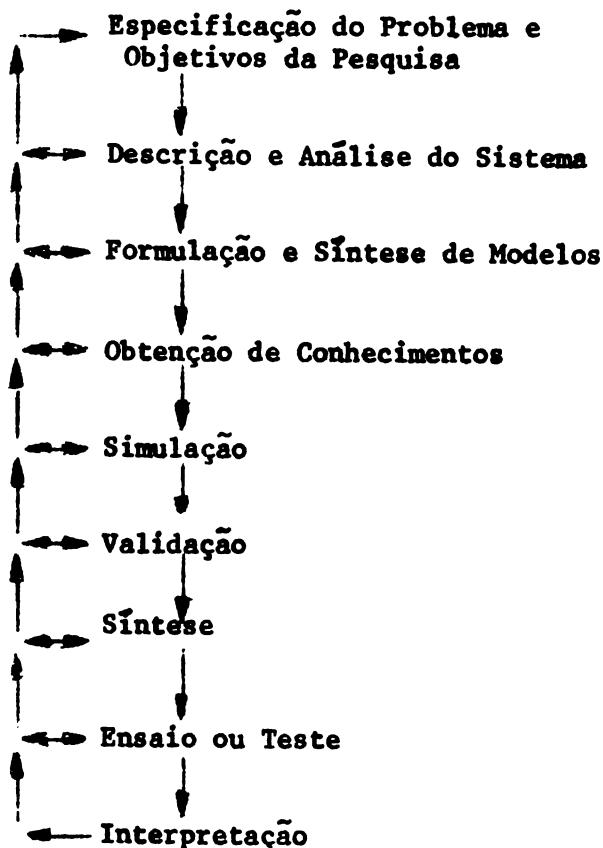 Especificação do Problema e
Objetivos da Pesquisa
Descrição e Análise do Sistema
Formulação e Síntese de Modelos
Obtenção de Conhecimentos
Simulação
Validação
Síntese
Ensaio ou Teste
Interpretação